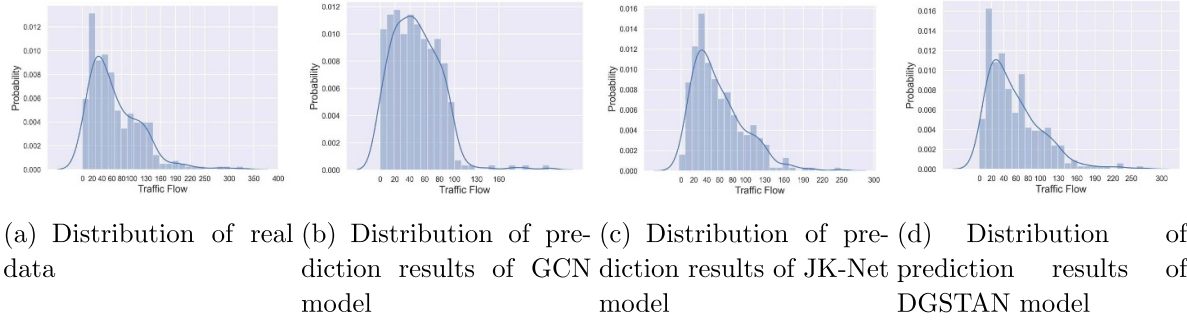 0.012
0.010
0.008
0.006
0.004
0.002
0.000
Probability
0 20 40 60 80 100 130 160 190 220 250 300 350 400
Traffic Flow
0.012
0.010
0.008
0.006
0.004
0.002
0.000
Probability
0 20 40 60 80 100 130 160
Traffic Flow
0.016
0.014
0.012
0.010
0.008
0.006
0.004
0.002
0.000
Probability
0 20 40 60 80 100 130 160 200 250 300
Traffic Flow
0.016
0.014
0.012
0.010
0.008
0.006
0.004
0.002
0.000
Probability
0 20 40 60 80 100 130 160 190 220 260 300
Traffic Flow
(a) Distribution of real
data
(b) Distribution of pre-
diction results of GCN
model
(c) Distribution of pre-
diction results of JK-Net
model
(d) Distribution of
prediction results of
DGSTAN model